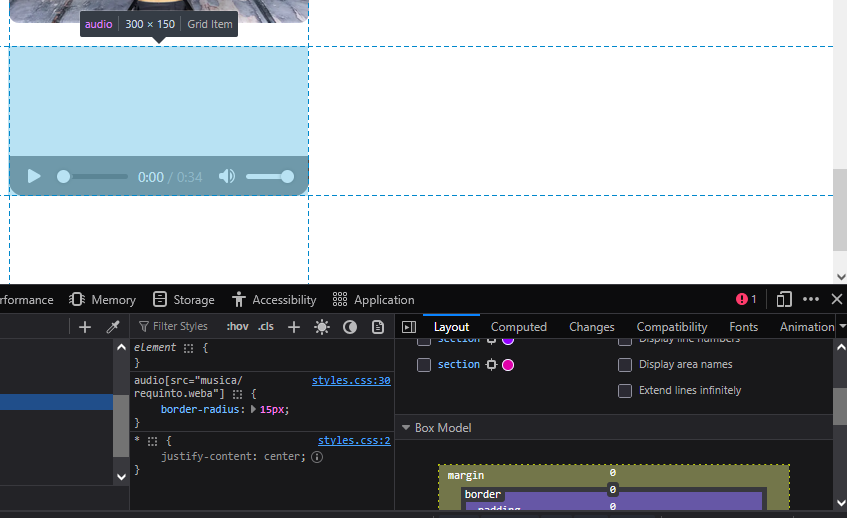 audio 300 × 150 Grid Item
0:00 / 0:34
rformance Memory Storage Accessibility Application 1
Filter Styles :hov .cls
Layout Computed Changes Compatibility Fonts Animation
element {
}
audio[src="musica/ styles.css:30
requinto.weba"] {
border-radius: 15px;
}
* { styles.css:2
justify-content: center;
}
section Display line numbers
section Display area names
Extend lines infinitely
Box Model
margin 0
border 0
padding 0